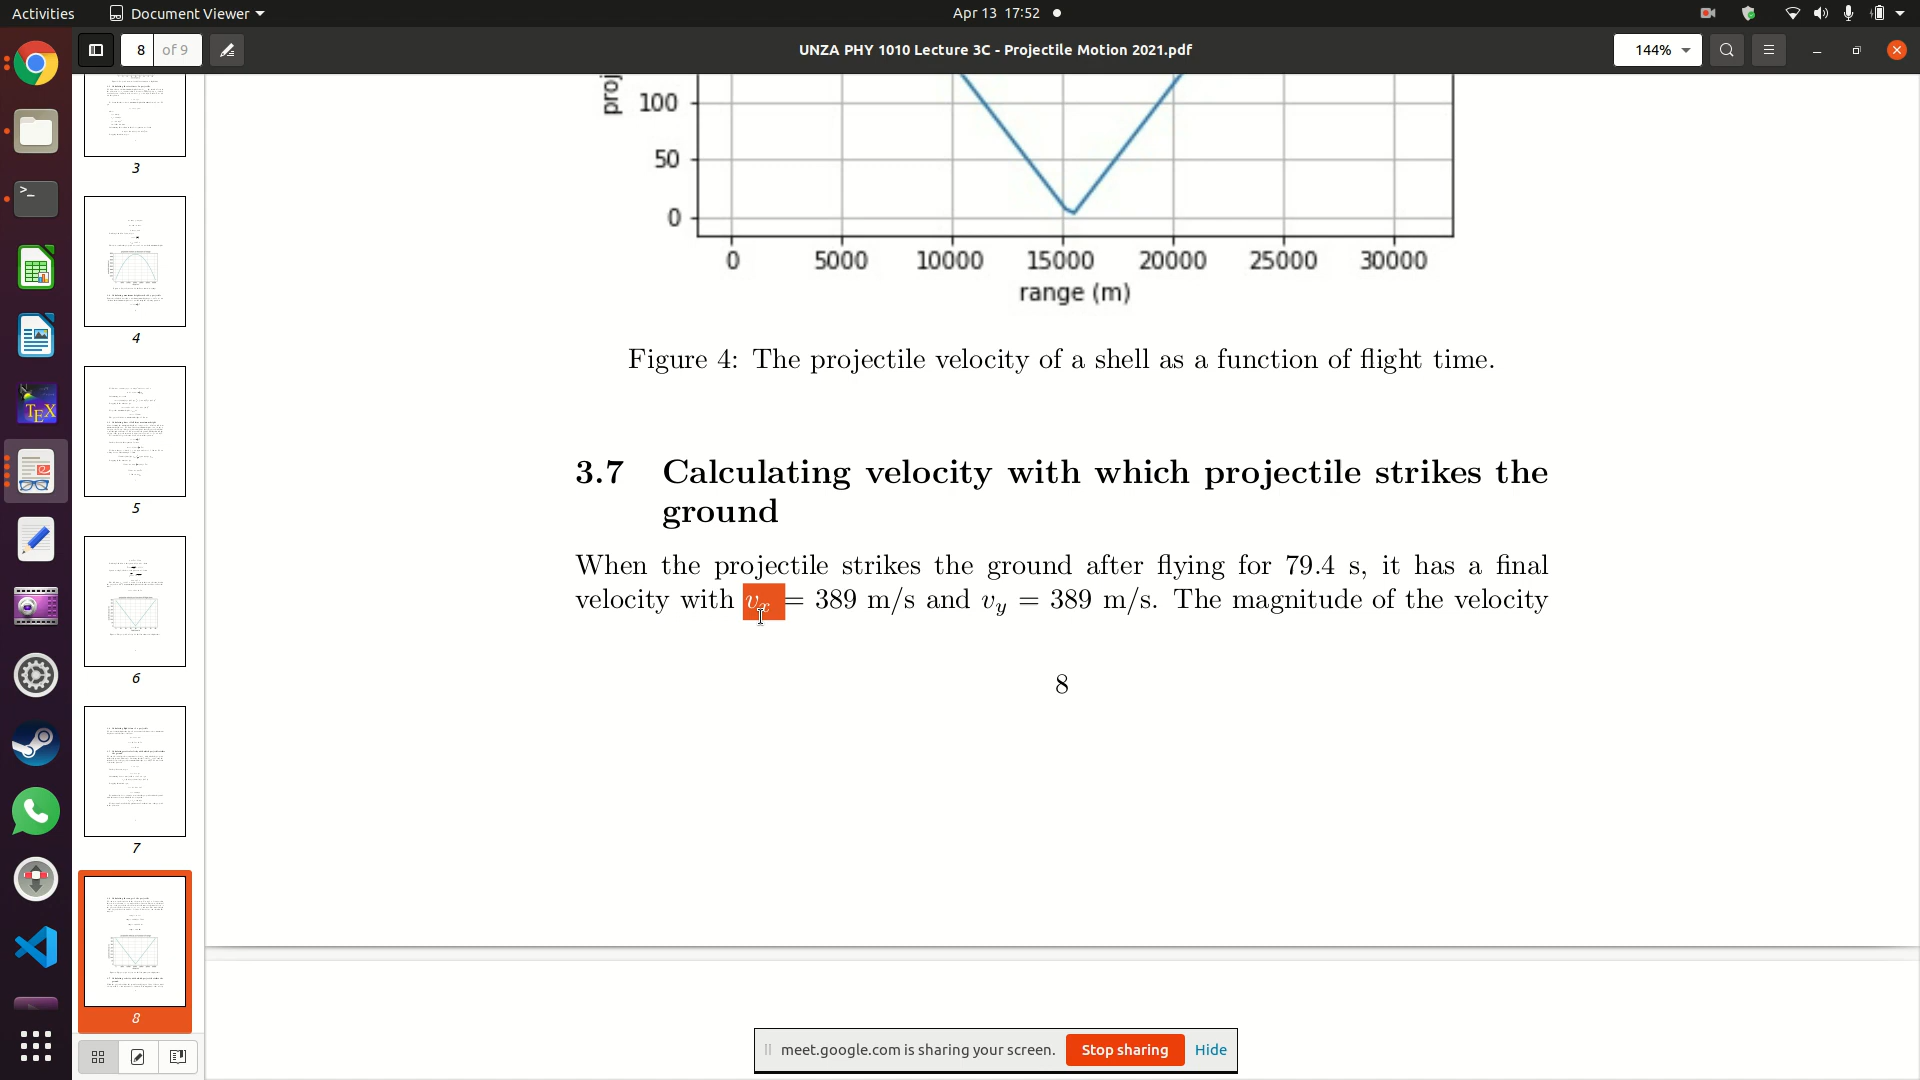 Activities Document Viewer Apr 13 17:52
8 of 9 UNZA PHY 1010 Lecture 3C - Projectile Motion 2021.pdf 144%
3
4
5
6
7
8
proj
100
50
0
0 5000 10000 15000 20000 25000 30000
range (m)
Figure 4: The projectile velocity of a shell as a function of flight time.
3.7 Calculating velocity with which projectile strikes the
ground
When the projectile strikes the ground after flying for 79.4 s, it has a final
velocity with vx = 389 m/s and vy = 389 m/s. The magnitude of the velocity
8
meet.google.com is sharing your screen. Stop sharing Hide